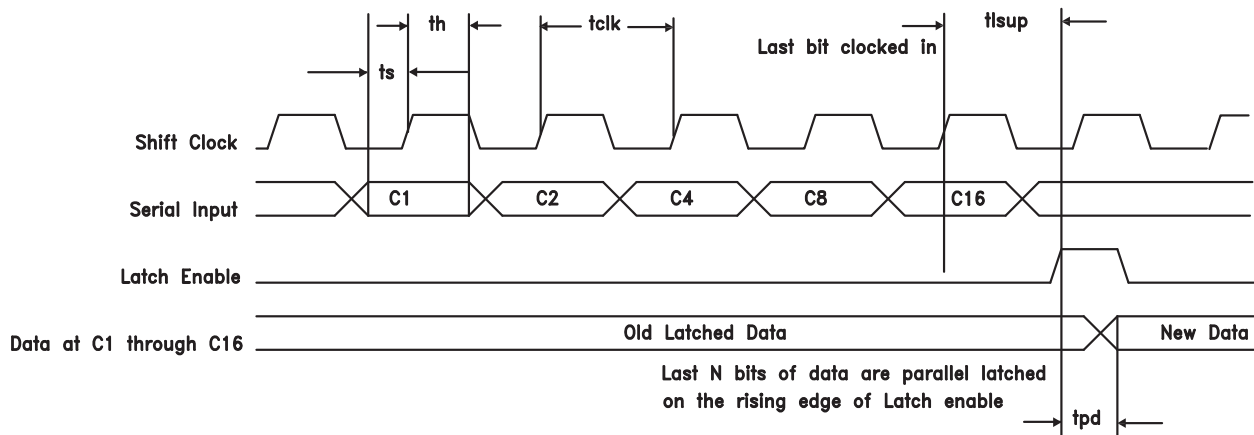 th
tclk
tlsup
Last bit clocked in
ts
Shift Clock
Serial Input
C1
C2
C4
C8
C16
Latch Enable
Data at C1 through C16
Old Latched Data
New Data
Last N bits of data are parallel latched
on the rising edge of Latch enable
tpd